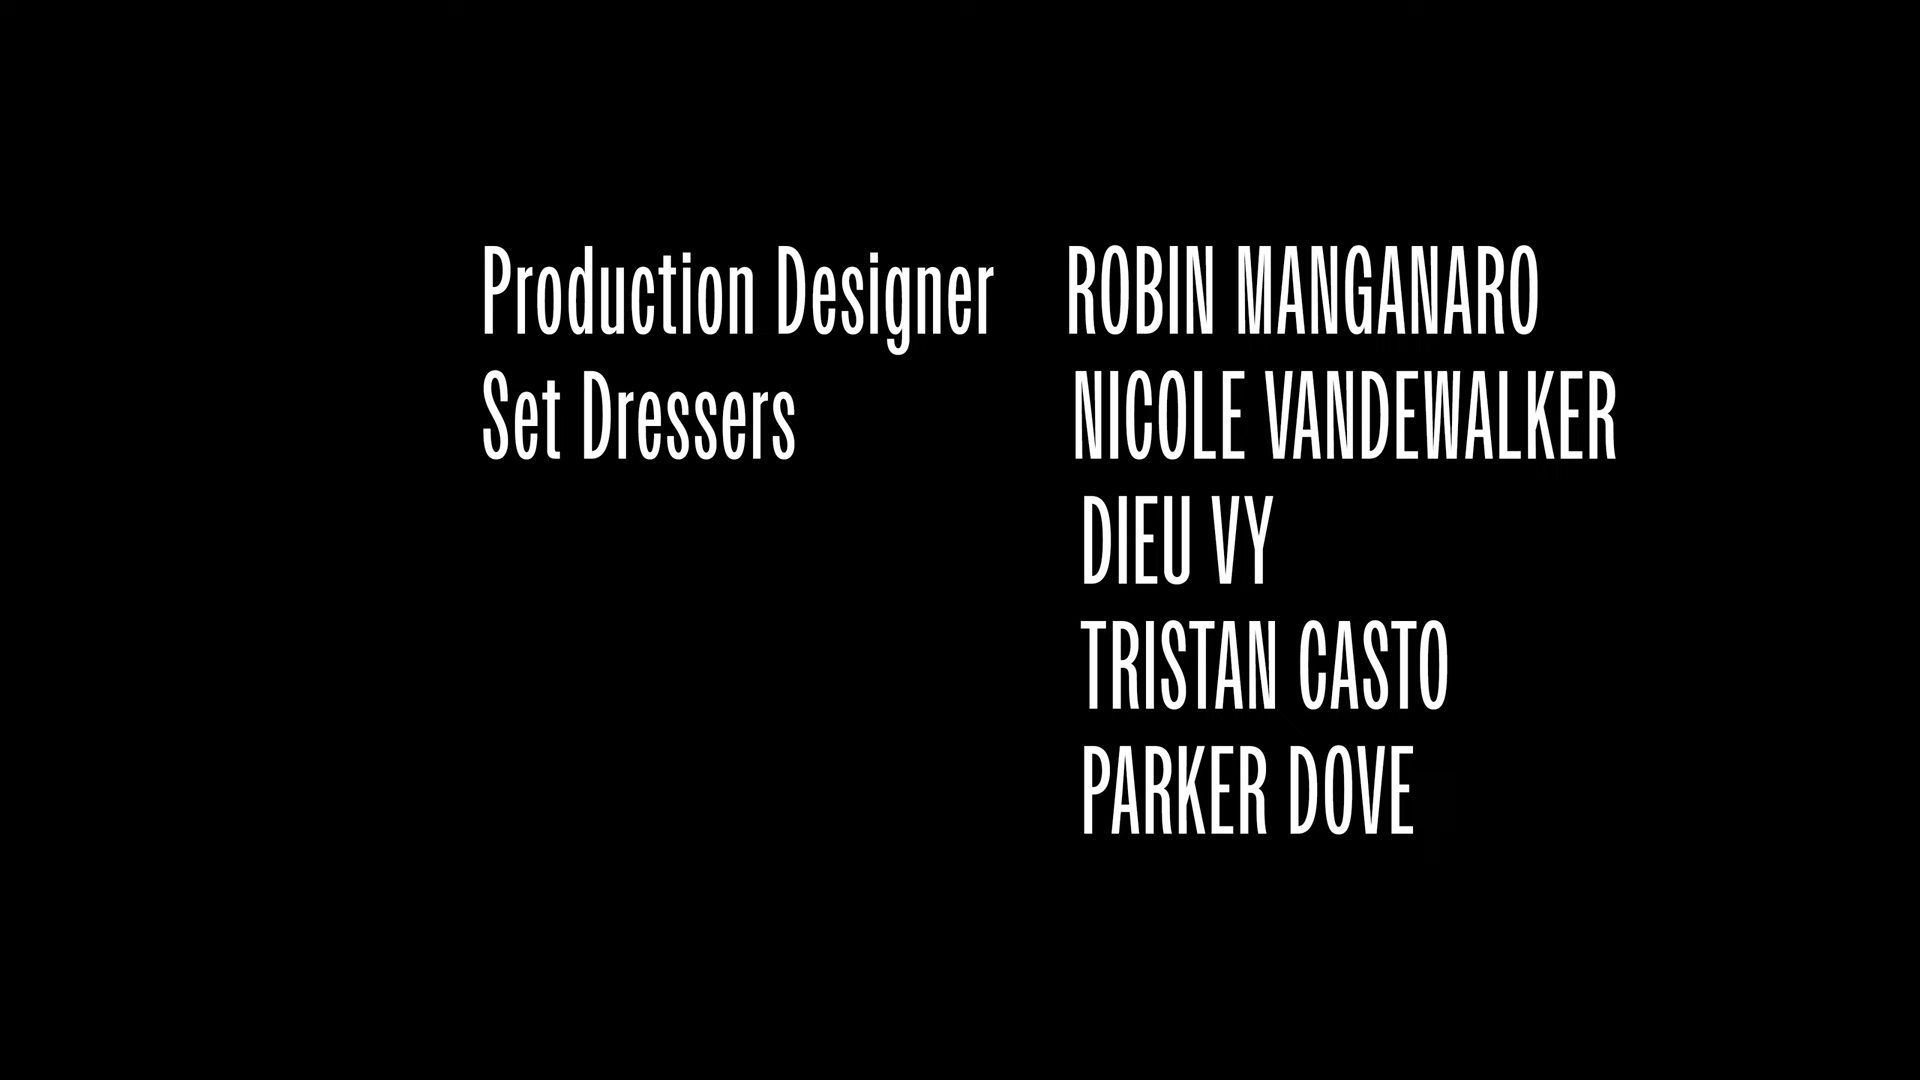 Production Designer ROBIN MANGANARO
Set Dressers NICOLE VANDEWALKER
DIEU VY
TRISTAN CASTO
PARKER DOVE